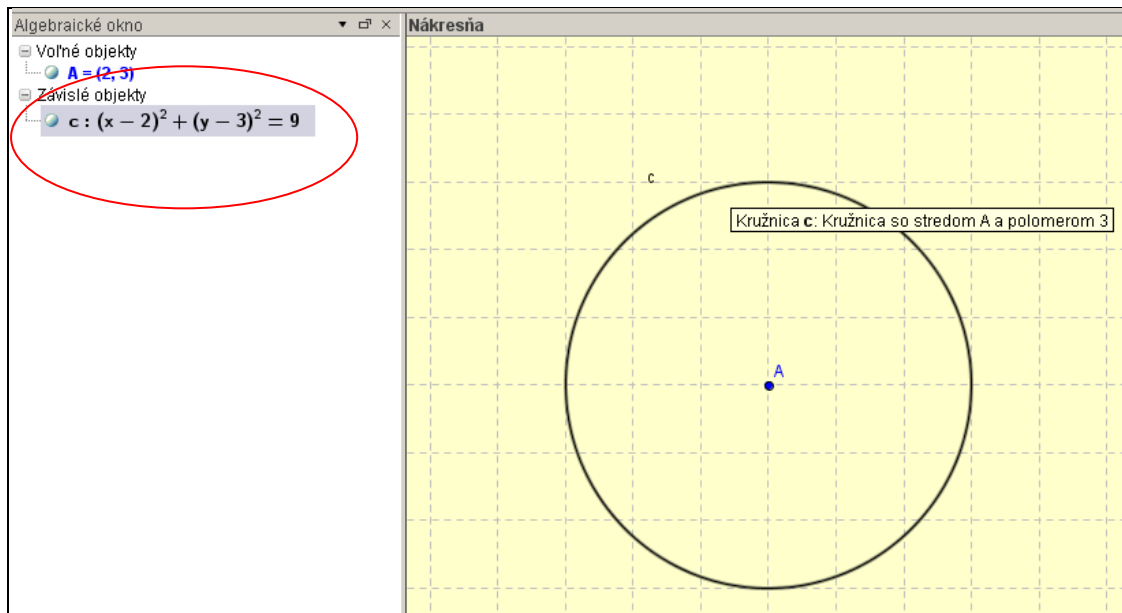 Algebraické okno
Voľné objekty
A = (2, 3)
Závislé objekty
c : (x − 2)² + (y − 3)² = 9
Nákresňa
c
Kružnica c: Kružnica so stredom A a polomerom 3
A